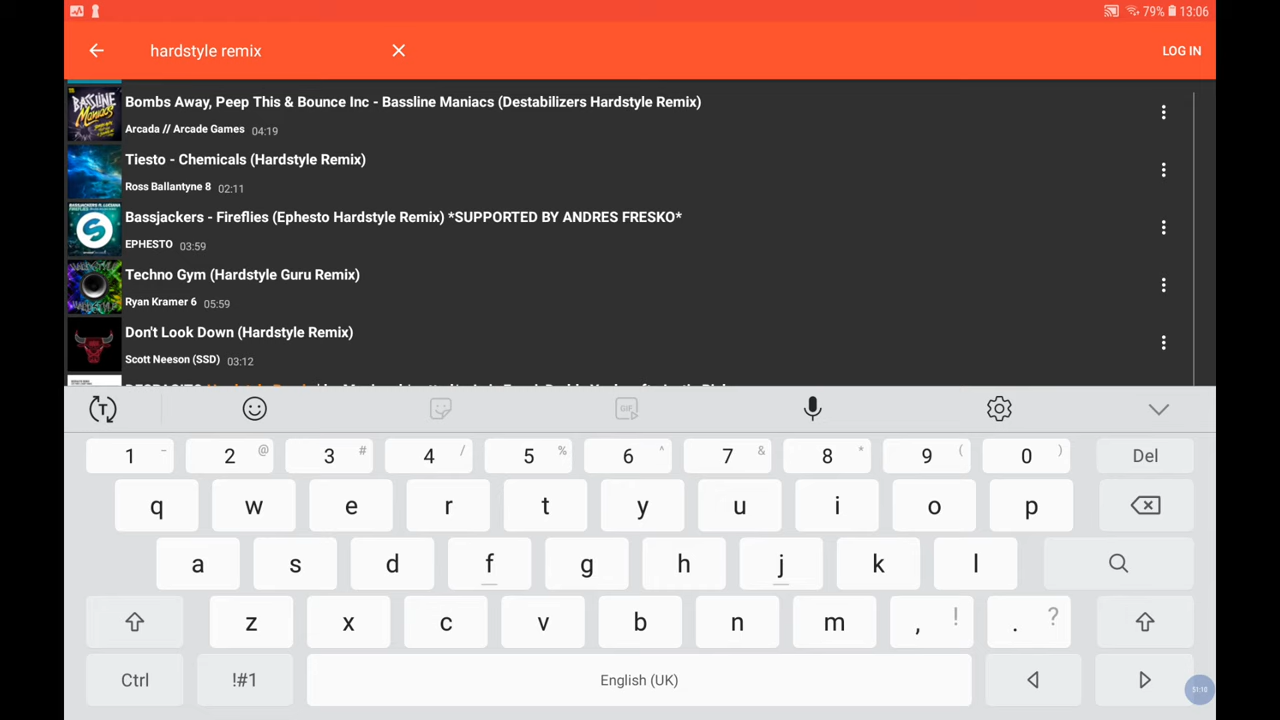 79% 13:06
hardstyle remix
LOG IN
Bombs Away, Peep This & Bounce Inc - Bassline Maniacs (Destabilizers Hardstyle Remix)
Arcada // Arcade Games 04:19
Tiesto - Chemicals (Hardstyle Remix)
Ross Ballantyne 8 02:11
Bassjackers - Fireflies (Ephesto Hardstyle Remix) *SUPPORTED BY ANDRES FRESKO*
EPHESTO 03:59
Techno Gym (Hardstyle Guru Remix)
Ryan Kramer 6 05:59
Don't Look Down (Hardstyle Remix)
Scott Neeson (SSD) 03:12
T GIF
1 - 2 @ 3 # 4 / 5 % 6 ^ 7 & 8 * 9 ( 0 ) Del
q w e r t y u i o p
a s d f g h j k l
z x c v b n m , ! . ?
Ctrl !#1 English (UK)